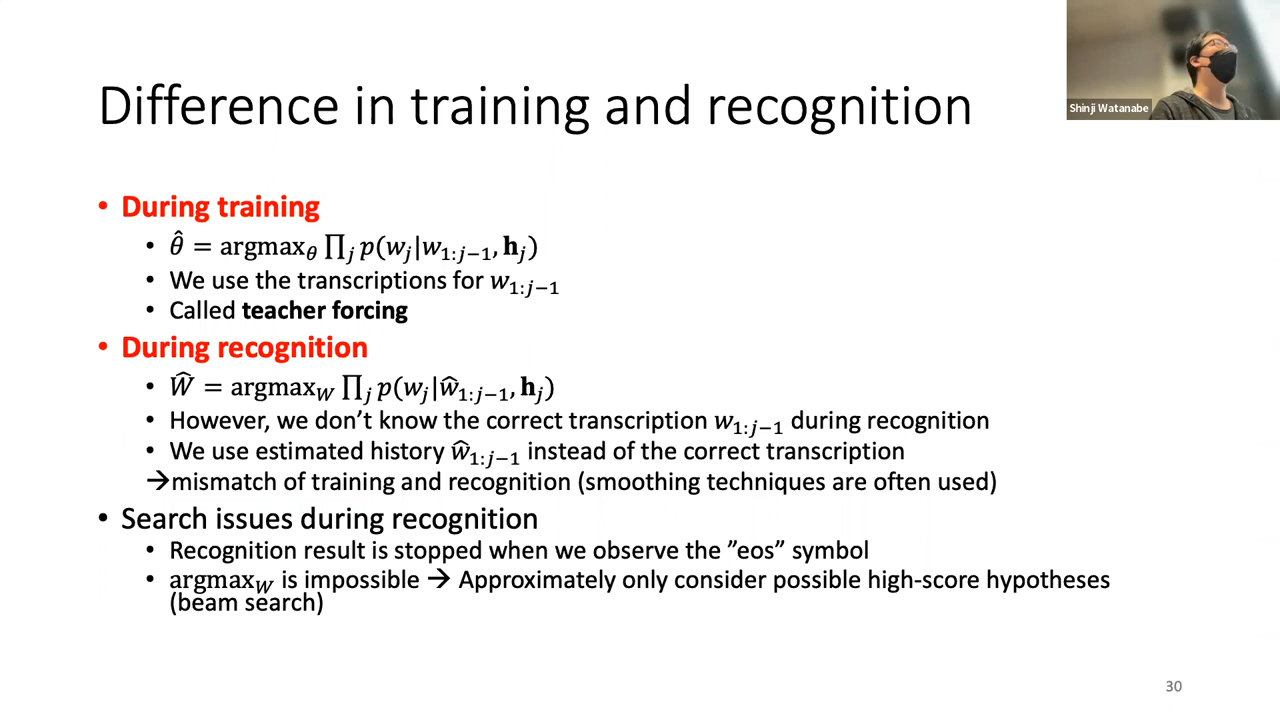 Shinji Watanabe
Difference in training and recognition
• During training
• θ̂ = argmax_θ ∏_j p(w_j|w_{1:j−1}, 𝐡_j)
• We use the transcriptions for w_{1:j−1}
• Called teacher forcing
• During recognition
• Ŵ = argmax_W ∏_j p(w_j|ŵ_{1:j−1}, 𝐡_j)
• However, we don’t know the correct transcription w_{1:j−1} during recognition
• We use estimated history ŵ_{1:j−1} instead of the correct transcription
→mismatch of training and recognition (smoothing techniques are often used)
• Search issues during recognition
• Recognition result is stopped when we observe the ”eos” symbol
• argmax_W is impossible → Approximately only consider possible high-score hypotheses
(beam search)
30